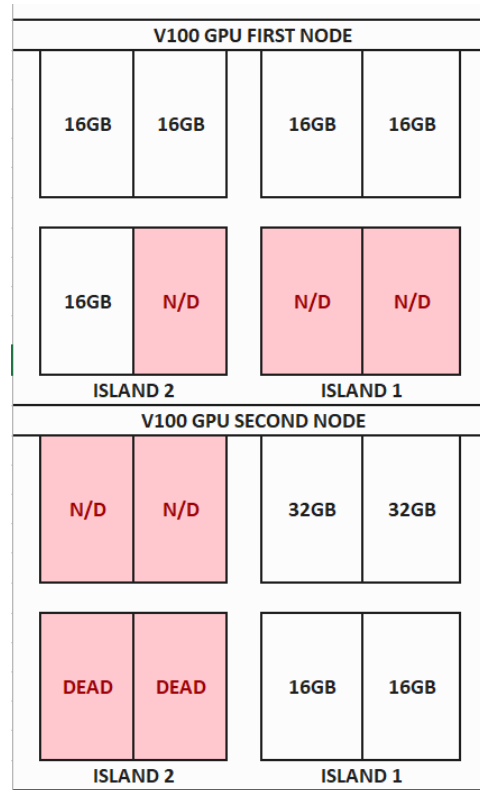 V100 GPU FIRST NODE
16GB 16GB 16GB 16GB
16GB N/D N/D N/D
ISLAND 2 ISLAND 1
V100 GPU SECOND NODE
N/D N/D 32GB 32GB
DEAD DEAD 16GB 16GB
ISLAND 2 ISLAND 1